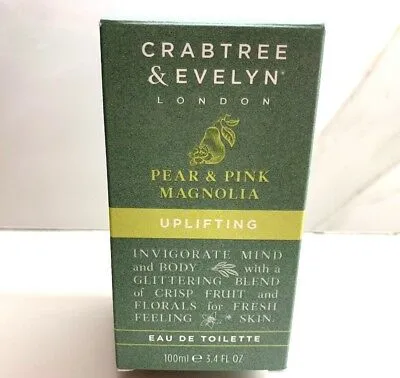 CRABTREE
& EVELYN®
LONDON
PEAR & PINK
MAGNOLIA
UPLIFTING
INVIGORATE MIND
and BODY with a
GLITTERING BLEND
of CRISP FRUIT and
FLORALS for FRESH
FEELING SKIN.
EAU DE TOILETTE
100ml ℮ 3.4 FL OZ